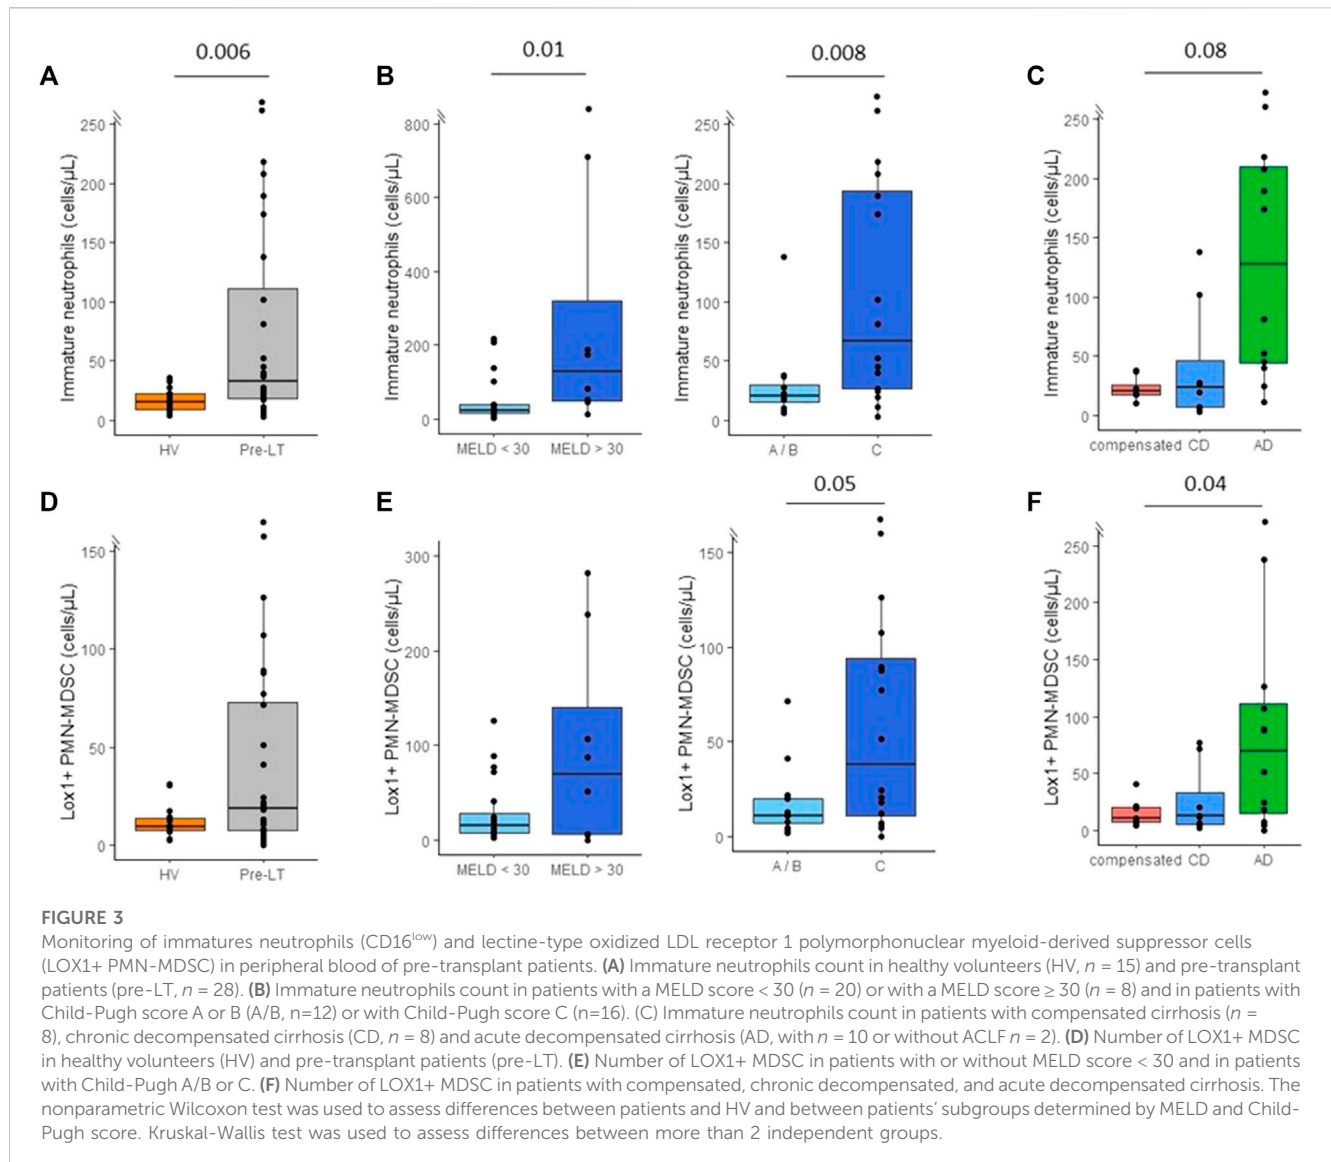 A
0.006
Immature neutrophils (cells/µL)
250
200
150
100
50
0
HV
Pre-LT
B
0.01
Immature neutrophils (cells/µL)
800
600
400
200
0
MELD < 30
MELD > 30
0.008
Immature neutrophils (cells/µL)
250
200
150
100
50
0
A / B
C
C
0.08
Immature neutrophils (cells/µL)
250
200
150
100
50
0
compensated
CD
AD
D
Lox1+ PMN-MDSC (cells/µL)
150
100
50
0
HV
Pre-LT
E
Lox1+ PMN-MDSC (cells/µL)
300
200
100
0
MELD < 30
MELD > 30
0.05
Lox1+ PMN-MDSC (cells/µL)
150
100
50
0
A / B
C
F
0.04
Lox1+ PMN-MDSC (cells/µL)
250
200
150
100
50
0
compensated
CD
AD
FIGURE 3
Monitoring of immatures neutrophils (CD16low) and lectine-type oxidized LDL receptor 1 polymorphonuclear myeloid-derived suppressor cells
(LOX1+ PMN-MDSC) in peripheral blood of pre-transplant patients. (A) Immature neutrophils count in healthy volunteers (HV, n = 15) and pre-transplant
patients (pre-LT, n = 28). (B) Immature neutrophils count in patients with a MELD score < 30 (n = 20) or with a MELD score ≥ 30 (n = 8) and in patients with
Child-Pugh score A or B (A/B, n=12) or with Child-Pugh score C (n=16). (C) Immature neutrophils count in patients with compensated cirrhosis (n =
8), chronic decompensated cirrhosis (CD, n = 8) and acute decompensated cirrhosis (AD, with n = 10 or without ACLF n = 2). (D) Number of LOX1+ MDSC
in healthy volunteers (HV) and pre-transplant patients (pre-LT). (E) Number of LOX1+ MDSC in patients with or without MELD score < 30 and in patients
with Child-Pugh A/B or C. (F) Number of LOX1+ MDSC in patients with compensated, chronic decompensated, and acute decompensated cirrhosis. The
nonparametric Wilcoxon test was used to assess differences between patients and HV and between patients' subgroups determined by MELD and Child-
Pugh score. Kruskal-Wallis test was used to assess differences between more than 2 independent groups.